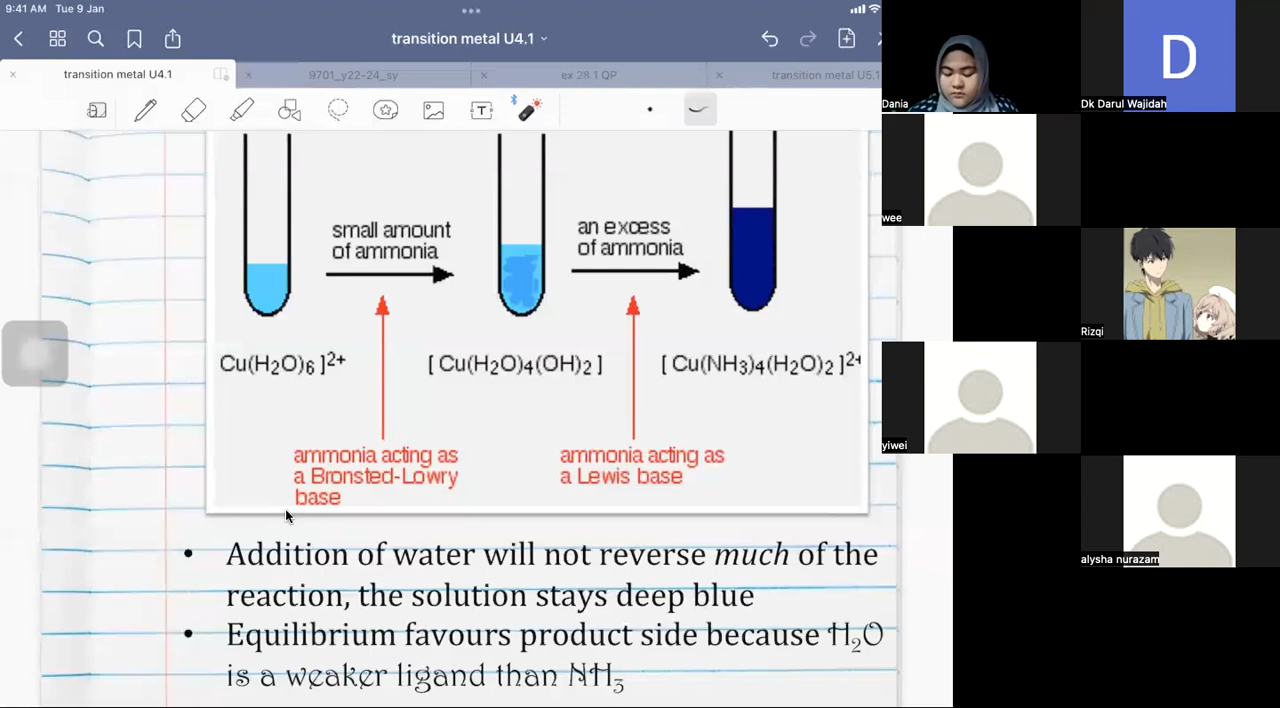 9:41 AM Tue 9 Jan
transition metal U4.1
transition metal U4.1
9701_y22-24_sy
ex 28 1 QP
transition metal U5.1
T
small amount
of ammonia
an excess
of ammonia
Cu(H₂O)₆ ]²⁺
[ Cu(H₂O)₄(OH)₂ ]
[ Cu(NH₃)₄(H₂O)₂ ]²⁺
ammonia acting as
a Bronsted-Lowry
base
ammonia acting as
a Lewis base
• Addition of water will not reverse much of the
reaction, the solution stays deep blue
• Equilibrium favours product side because H₂O
is a weaker ligand than NH₃
Dania
D
Dk Darul Wajidah
wee
Rizqi
yiwei
alysha nurazam